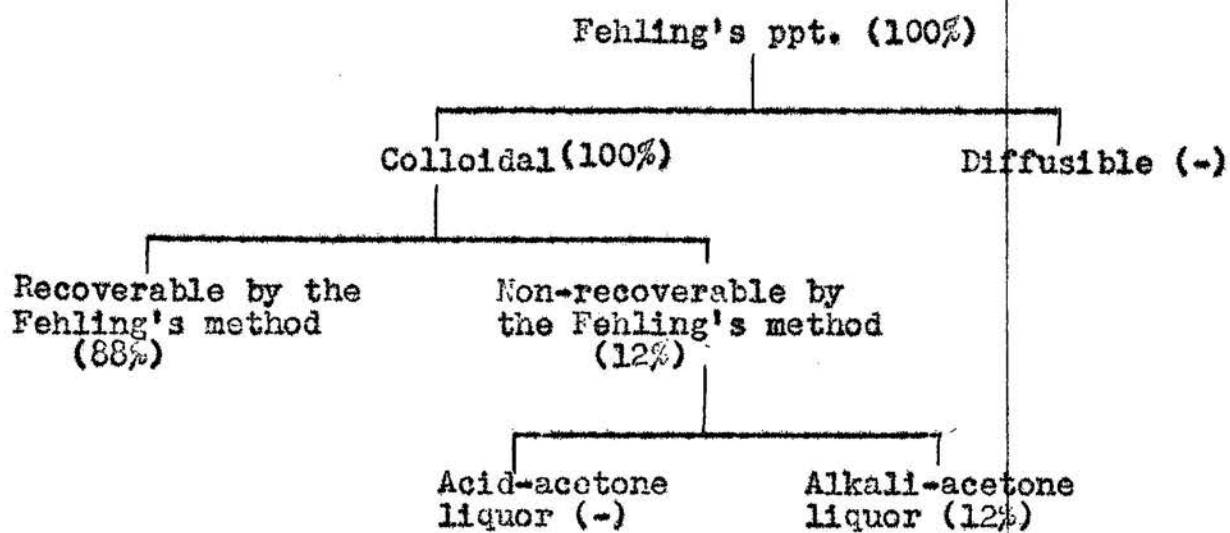 Fehling's ppt. (100%)
Colloidal (100%)
Diffusible (-)
Recoverable by the
Fehling's method
(88%)
Non-recoverable by
the Fehling's method
(12%)
Acid-acetone
liquor (-)
Alkali-acetone
liquor (12%)